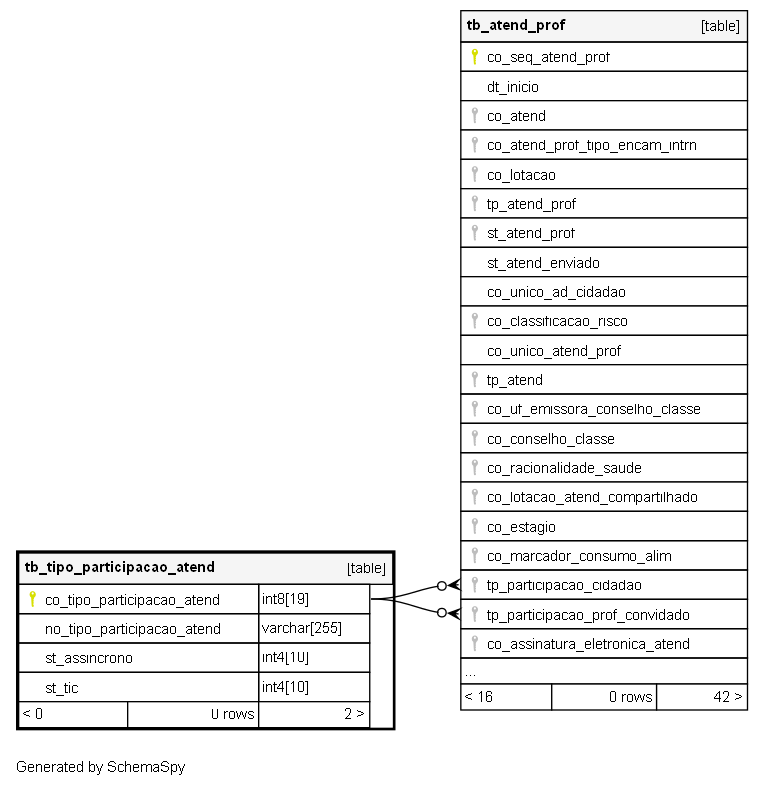 tb_atend_prof [table]
co_seq_atend_prof
dt_inicio
co_atend
co_atend_prof_tipo_encam_intrn
co_lotacao
tp_atend_prof
st_atend_prof
st_atend_enviado
co_unico_ad_cidadao
co_classificacao_risco
co_unico_atend_prof
tp_atend
co_uf_emissora_conselho_classe
co_conselho_classe
co_racionalidade_saude
co_lotacao_atend_compartilhado
co_estagio
co_marcador_consumo_alim
tp_participacao_cidadao
tp_participacao_prof_convidado
co_assinatura_eletronica_atend
...
< 16 0 rows 42 >
tb_tipo_participacao_atend [table]
co_tipo_participacao_atend int8[19]
no_tipo_participacao_atend varchar[255]
st_assincrono int4[10]
st_tic int4[10]
< 0 0 rows 2 >
Generated by SchemaSpy